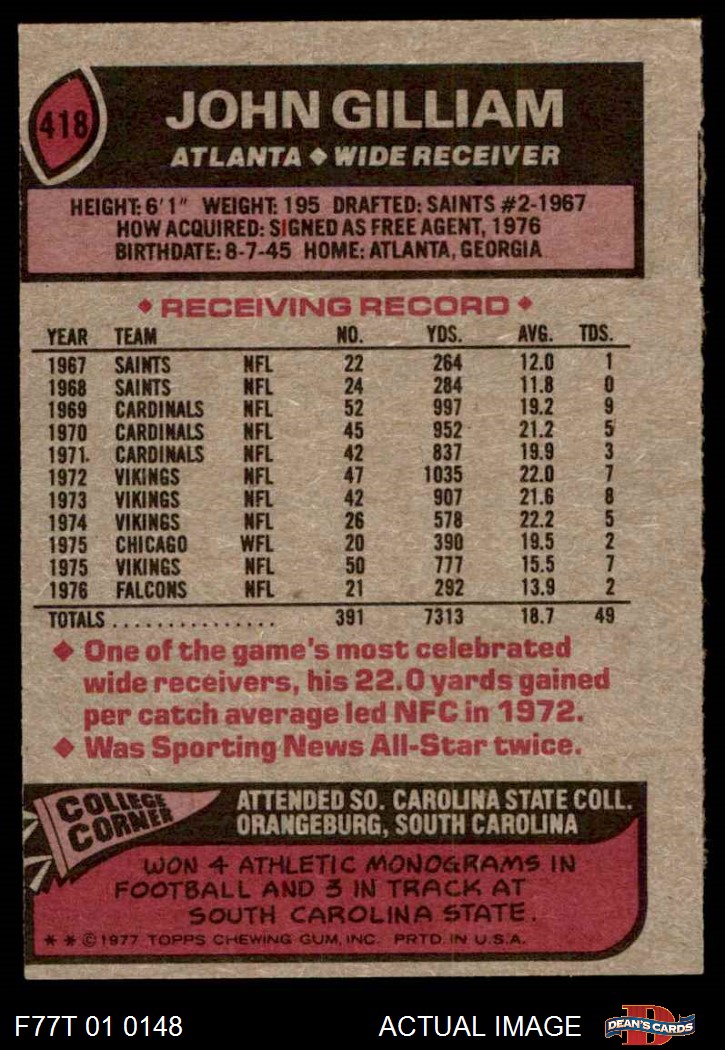 418
JOHN GILLIAM
ATLANTA ◆ WIDE RECEIVER
HEIGHT: 6'1" WEIGHT: 195 DRAFTED: SAINTS #2-1967
HOW ACQUIRED: SIGNED AS FREE AGENT, 1976
BIRTHDATE: 8-7-45 HOME: ATLANTA, GEORGIA
◆ RECEIVING RECORD ◆
YEAR TEAM NO. YDS. AVG. TDS.
1967 SAINTS NFL 22 264 12.0 1
1968 SAINTS NFL 24 284 11.8 0
1969 CARDINALS NFL 52 997 19.2 9
1970 CARDINALS NFL 45 952 21.2 5
1971 CARDINALS NFL 42 837 19.9 3
1972 VIKINGS NFL 47 1035 22.0 7
1973 VIKINGS NFL 42 907 21.6 8
1974 VIKINGS NFL 26 578 22.2 5
1975 CHICAGO WFL 20 390 19.5 2
1975 VIKINGS NFL 50 777 15.5 7
1976 FALCONS NFL 21 292 13.9 2
TOTALS ............... 391 7313 18.7 49
◆ One of the game's most celebrated
wide receivers, his 22.0 yards gained
per catch average led NFC in 1972.
◆ Was Sporting News All-Star twice.
COLLEGE
CORNER
ATTENDED SO. CAROLINA STATE COLL.
ORANGEBURG, SOUTH CAROLINA
WON 4 ATHLETIC MONOGRAMS IN
FOOTBALL AND 3 IN TRACK AT
SOUTH CAROLINA STATE.
* * © 1977 TOPPS CHEWING GUM, INC. PRTD. IN U.S.A.
F77T 01 0148 ACTUAL IMAGE
D
DEAN'S CARDS